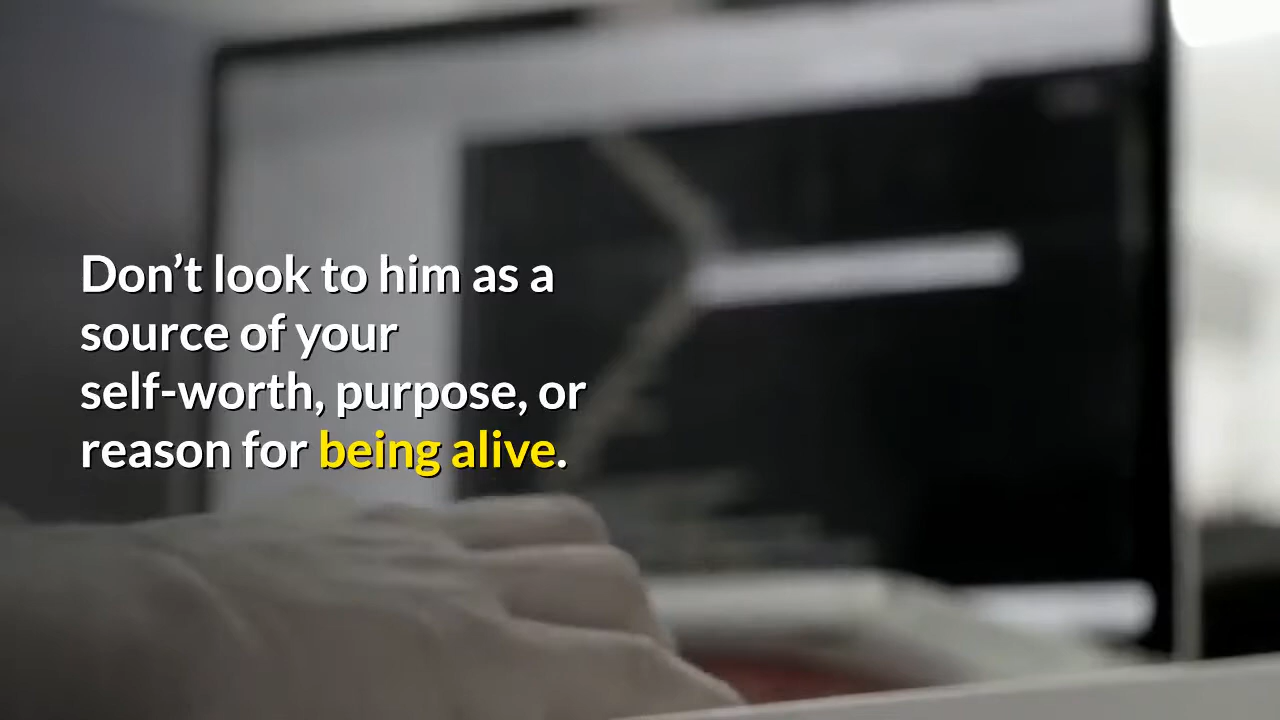 Don’t look to him as a
source of your
self-worth, purpose, or
reason for being alive.